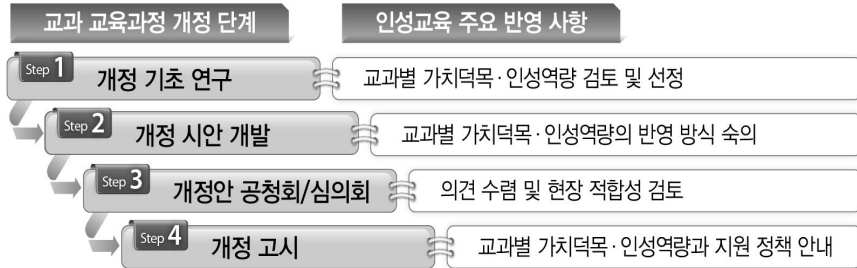 교과 교육과정 개정 단계 인성교육 주요 반영 사항
Step 1 개정 기초 연구 교과별 가치덕목·인성역량 검토 및 선정
Step 2 개정 시안 개발 교과별 가치덕목·인성역량의 반영 방식 숙의
Step 3 개정안 공청회/심의회 의견 수렴 및 현장 적합성 검토
Step 4 개정 고시 교과별 가치덕목·인성역량과 지원 정책 안내